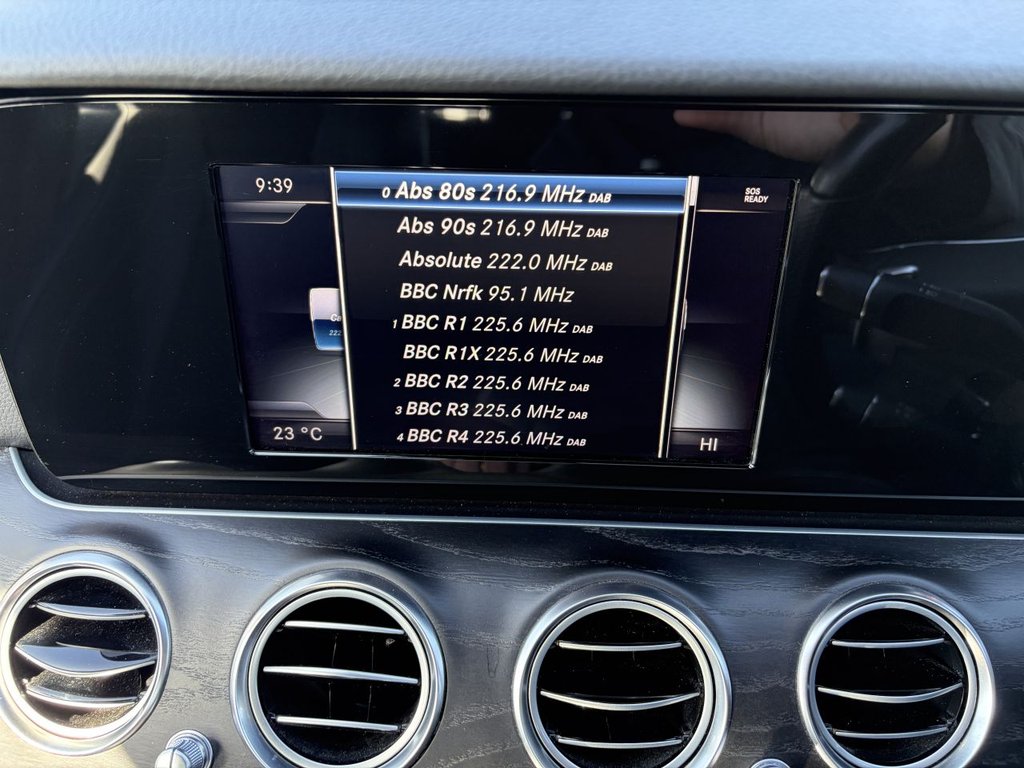 9:39
SOS
READY
0 Abs 80s 216.9 MHz DAB
Abs 90s 216.9 MHz DAB
Absolute 222.0 MHz DAB
BBC Nrfk 95.1 MHz
1 BBC R1 225.6 MHz DAB
BBC R1X 225.6 MHz DAB
2 BBC R2 225.6 MHz DAB
3 BBC R3 225.6 MHz DAB
4 BBC R4 225.6 MHz DAB
Ca
222
23 °C
HI